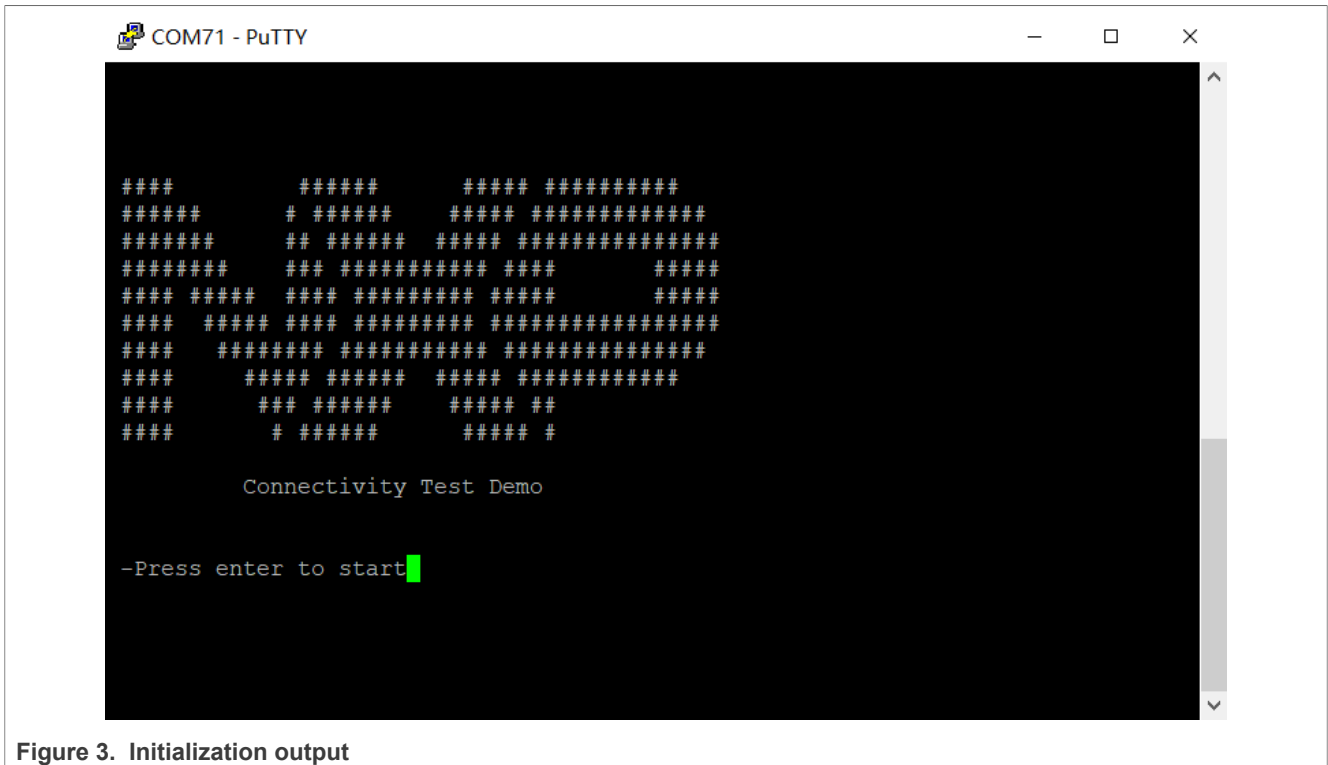 COM71 - PuTTY
####         ######      ##### ##########
######      # ######    ##### #############
#######     ## ######  ##### ###############
########    ### ########### ####       #####
#### #####  #### ######### #####       #####
####  ##### #### ######### #################
####   ######## ########### ###############
####     ##### ######  ##### ############
####      ### ######    ##### ##
####       # ######      ##### #
Connectivity Test Demo
-Press enter to start
Figure 3. Initialization output